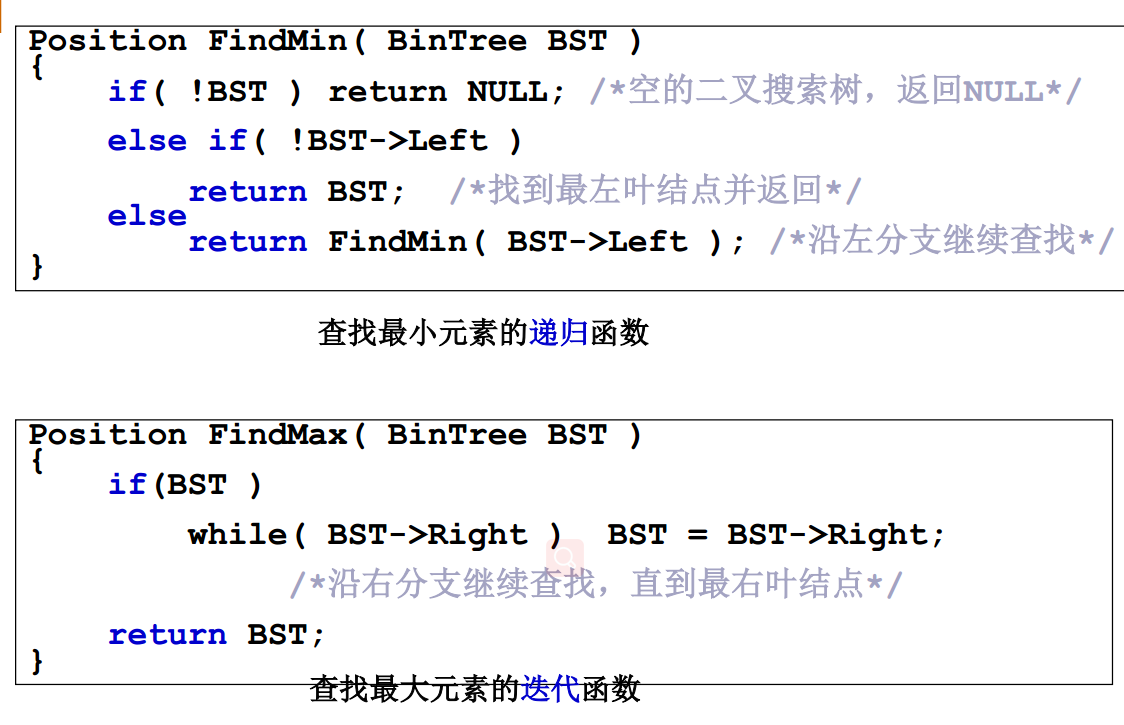 Position FindMin( BinTree BST )
{
if( !BST ) return NULL; /*空的二叉搜索树，返回NULL*/
else if( !BST->Left )
return BST; /*找到最左叶结点并返回*/
else
return FindMin( BST->Left ); /*沿左分支继续查找*/
}
查找最小元素的递归函数
Position FindMax( BinTree BST )
{
if(BST )
while( BST->Right ) BST = BST->Right;
/*沿右分支继续查找，直到最右叶结点*/
return BST;
}
查找最大元素的迭代函数